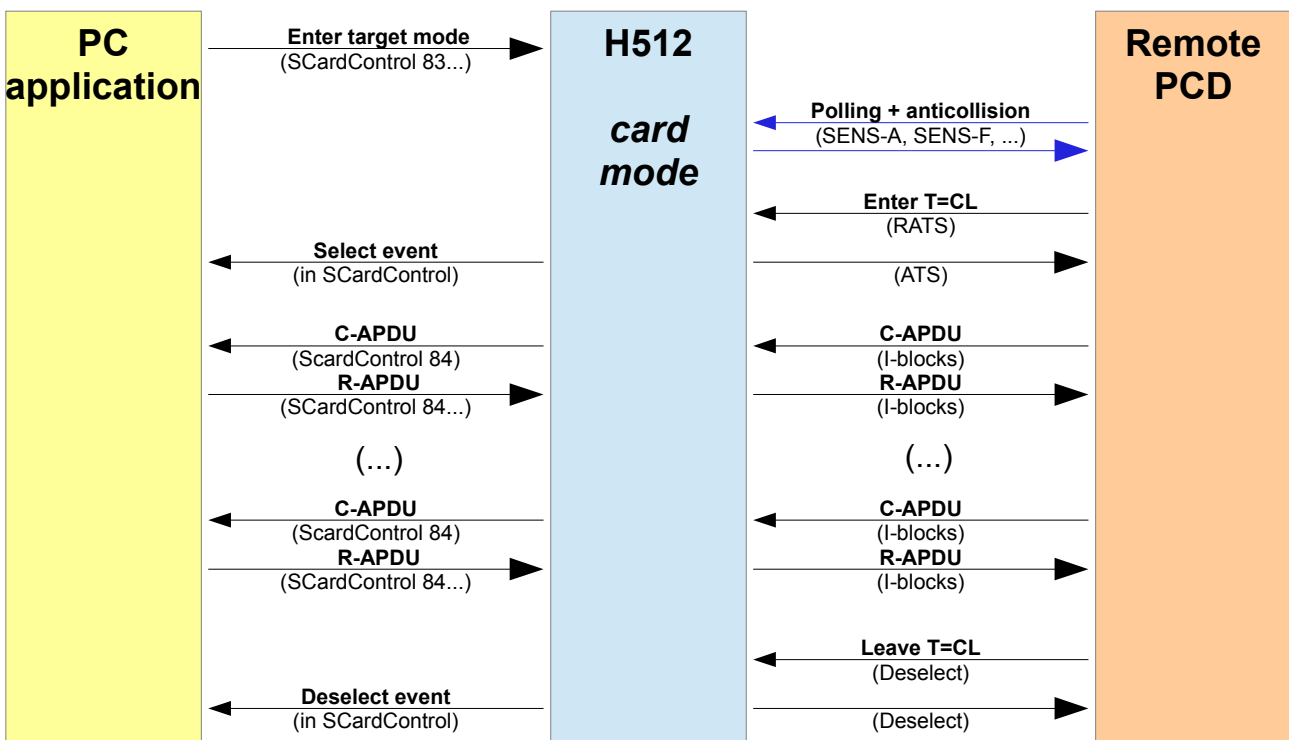 PC
application
H512
card
mode
Remote
PCD
Enter target mode
(SCardControl 83...)
Polling + anticollision
(SENS-A, SENS-F, ...)
Enter T=CL
(RATS)
Select event
(in SCardControl)
(ATS)
C-APDU
(ScardControl 84)
R-APDU
(SCardControl 84...)
C-APDU
(I-blocks)
R-APDU
(I-blocks)
(...)
(...)
C-APDU
(ScardControl 84)
R-APDU
(SCardControl 84...)
C-APDU
(I-blocks)
R-APDU
(I-blocks)
Leave T=CL
(Deselect)
Deselect event
(in SCardControl)
(Deselect)